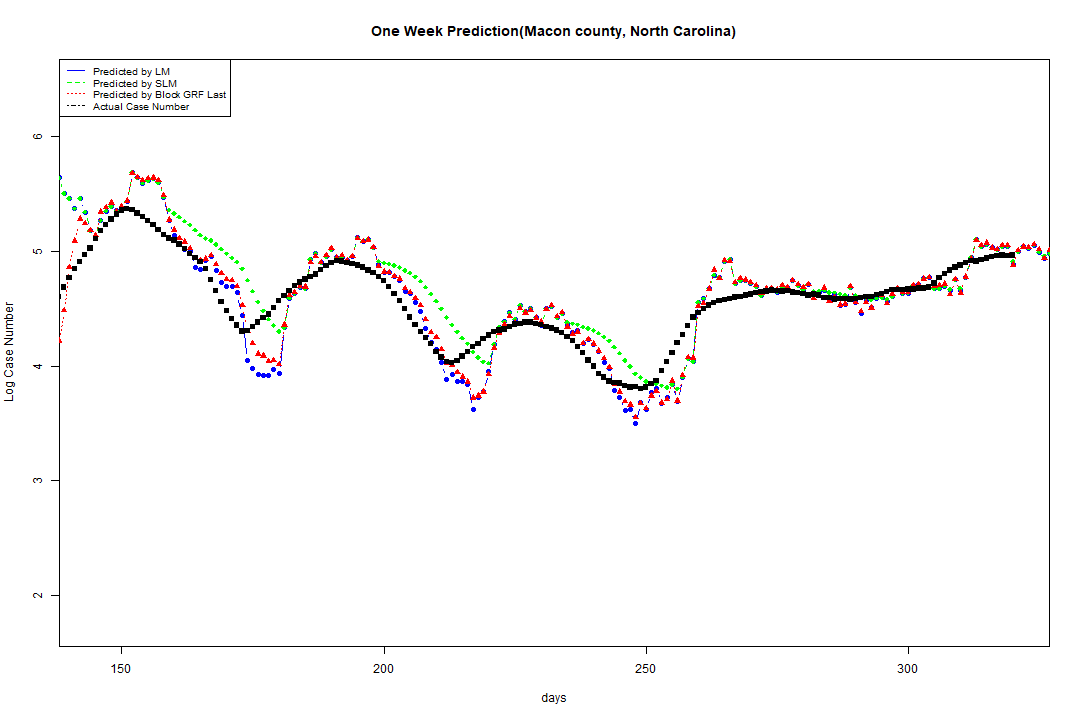 One Week Prediction(Macon county, North Carolina)
Predicted by LM
Predicted by SLM
Predicted by Block GRF Last
Actual Case Number
Log Case Number
6
5
4
3
2
150
200
250
300
days